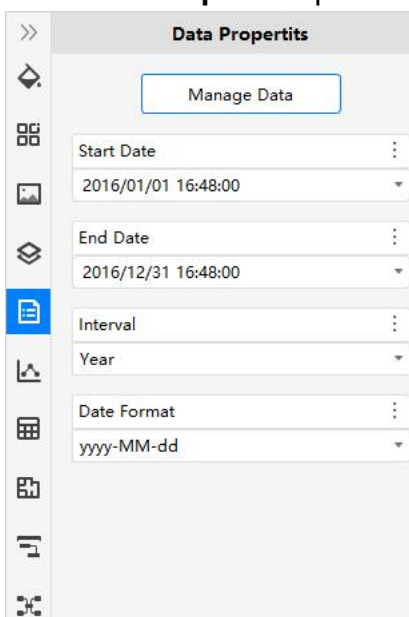 Data Propertits
Manage Data
Start Date
2016/01/01 16:48:00
End Date
2016/12/31 16:48:00
Interval
Year
Date Format
yyyy-MM-dd